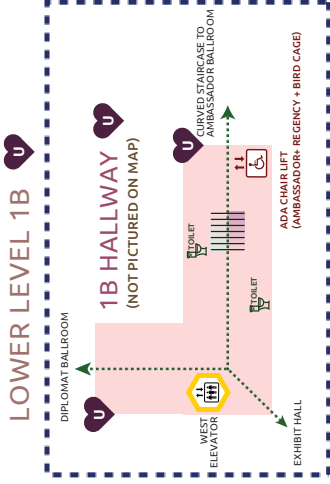 LOWER LEVEL 1B
U
U
1B HALLWAY
(NOT PICTURED ON MAP)
U
CURVED STAIRCASE TO
AMBASSADOR BALLROOM
DIPLOMAT BALLROOM
U
TOILET
TOILET
ADA CHAIR LIFT
(AMBASSADOR+ REGENCY + BIRD CAGE)
WEST
ELEVATOR
EXHIBIT HALL